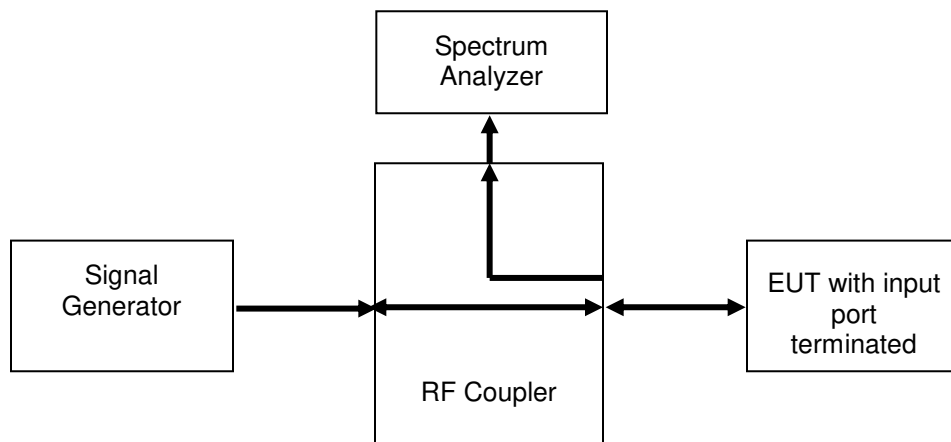 Spectrum
Analyzer
Signal
Generator
EUT with input
port
terminated
RF Coupler